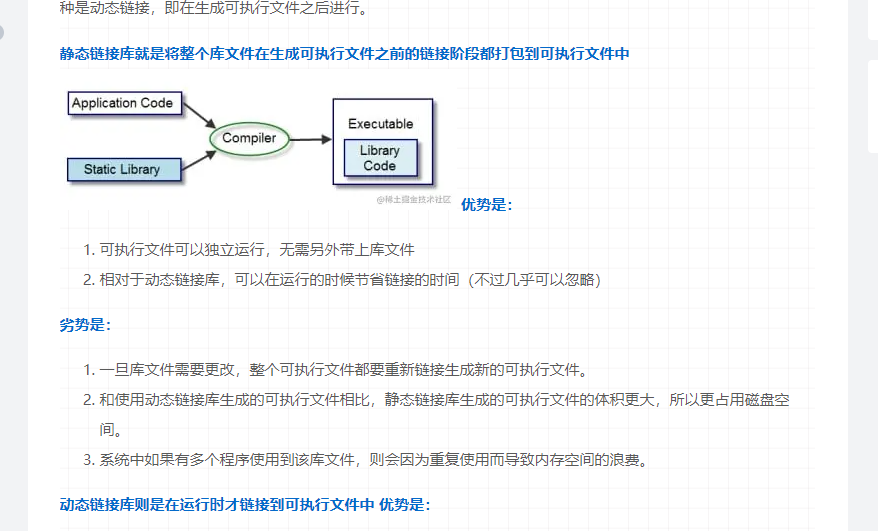 种是动态链接，即在生成可执行文件之后进行。
静态链接库就是将整个库文件在生成可执行文件之前的链接阶段都打包到可执行文件中
Application Code
Static Library
Compiler
Executable
Library
Code
@稀土掘金技术社区
优势是：
1. 可执行文件可以独立运行，无需另外带上库文件
2. 相对于动态链接库，可以在运行的时候节省链接的时间（不过几乎可以忽略）
劣势是：
1. 一旦库文件需要更改，整个可执行文件都要重新链接生成新的可执行文件。
2. 和使用动态链接库生成的可执行文件相比，静态链接库生成的可执行文件的体积更大，所以更占用磁盘空
间。
3. 系统中如果有多个程序使用到该库文件，则会因为重复使用而导致内存空间的浪费。
动态链接库则是在运行时才链接到可执行文件中 优势是：